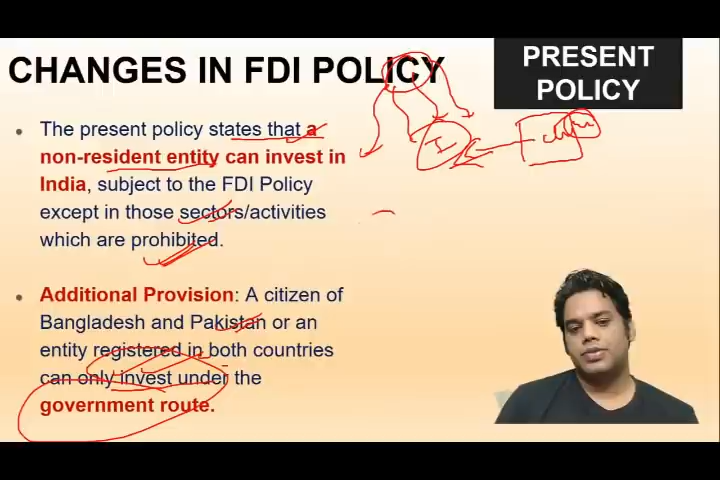 CHANGES IN FDI POLICY
PRESENT
POLICY
• The present policy states that a
non-resident entity can invest in
India, subject to the FDI Policy
except in those sectors/activities
which are prohibited.
• Additional Provision: A citizen of
Bangladesh and Pakistan or an
entity registered in both countries
can only invest under the
government route.
I